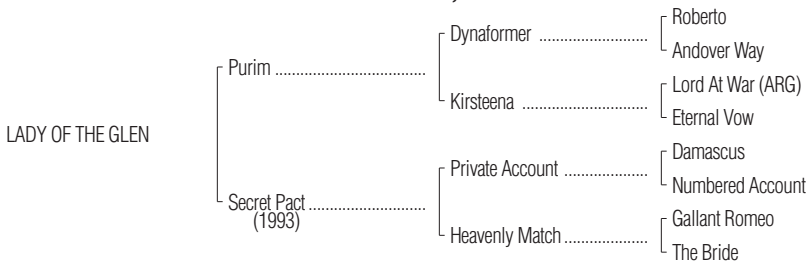 Roberto
Dynaformer ....................
Andover Way
Purim ............................
Lord At War (ARG)
Kirsteena .......................
Eternal Vow
LADY OF THE GLEN
Damascus
Private Account ................
Numbered Account
Secret Pact ......................
(1993)
Gallant Romeo
Heavenly Match ................
The Bride